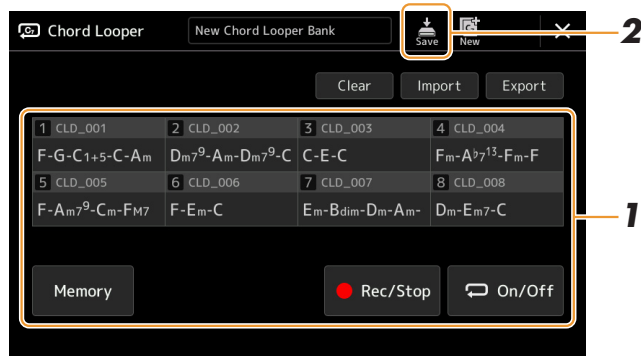 Chord Looper New Chord Looper Bank Save New 2
Clear Import Export
1 CLD_001 2 CLD_002 3 CLD_003 4 CLD_004
F-G-C1+5-C-Am Dm7⁹-Am-Dm7⁹-C C-E-C Fm-A♭7¹³-Fm-F
5 CLD_005 6 CLD_006 7 CLD_007 8 CLD_008
F-Am7⁹-Cm-FM7 F-Em-C Em-Bdim-Dm-Am- Dm-Em7-C
1
Memory Rec/Stop On/Off